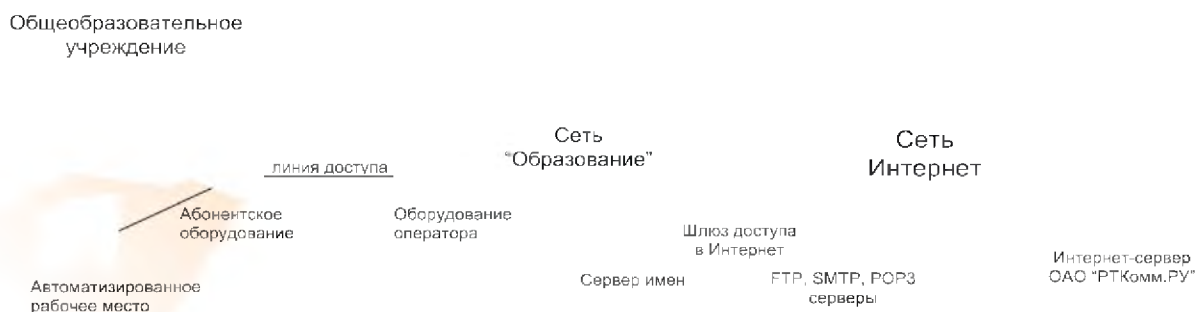 Общеобразовательное
учреждение
Сеть
"Образование"
Сеть
Интернет
линия доступа
Абонентское
оборудование
Оборудование
оператора
Шлюз доступа
в Интернет
Сервер имен
FTP, SMTP, POP3
серверы
Интернет-сервер
ОАО "РТКомм.РУ"
Автоматизированное
рабочее место